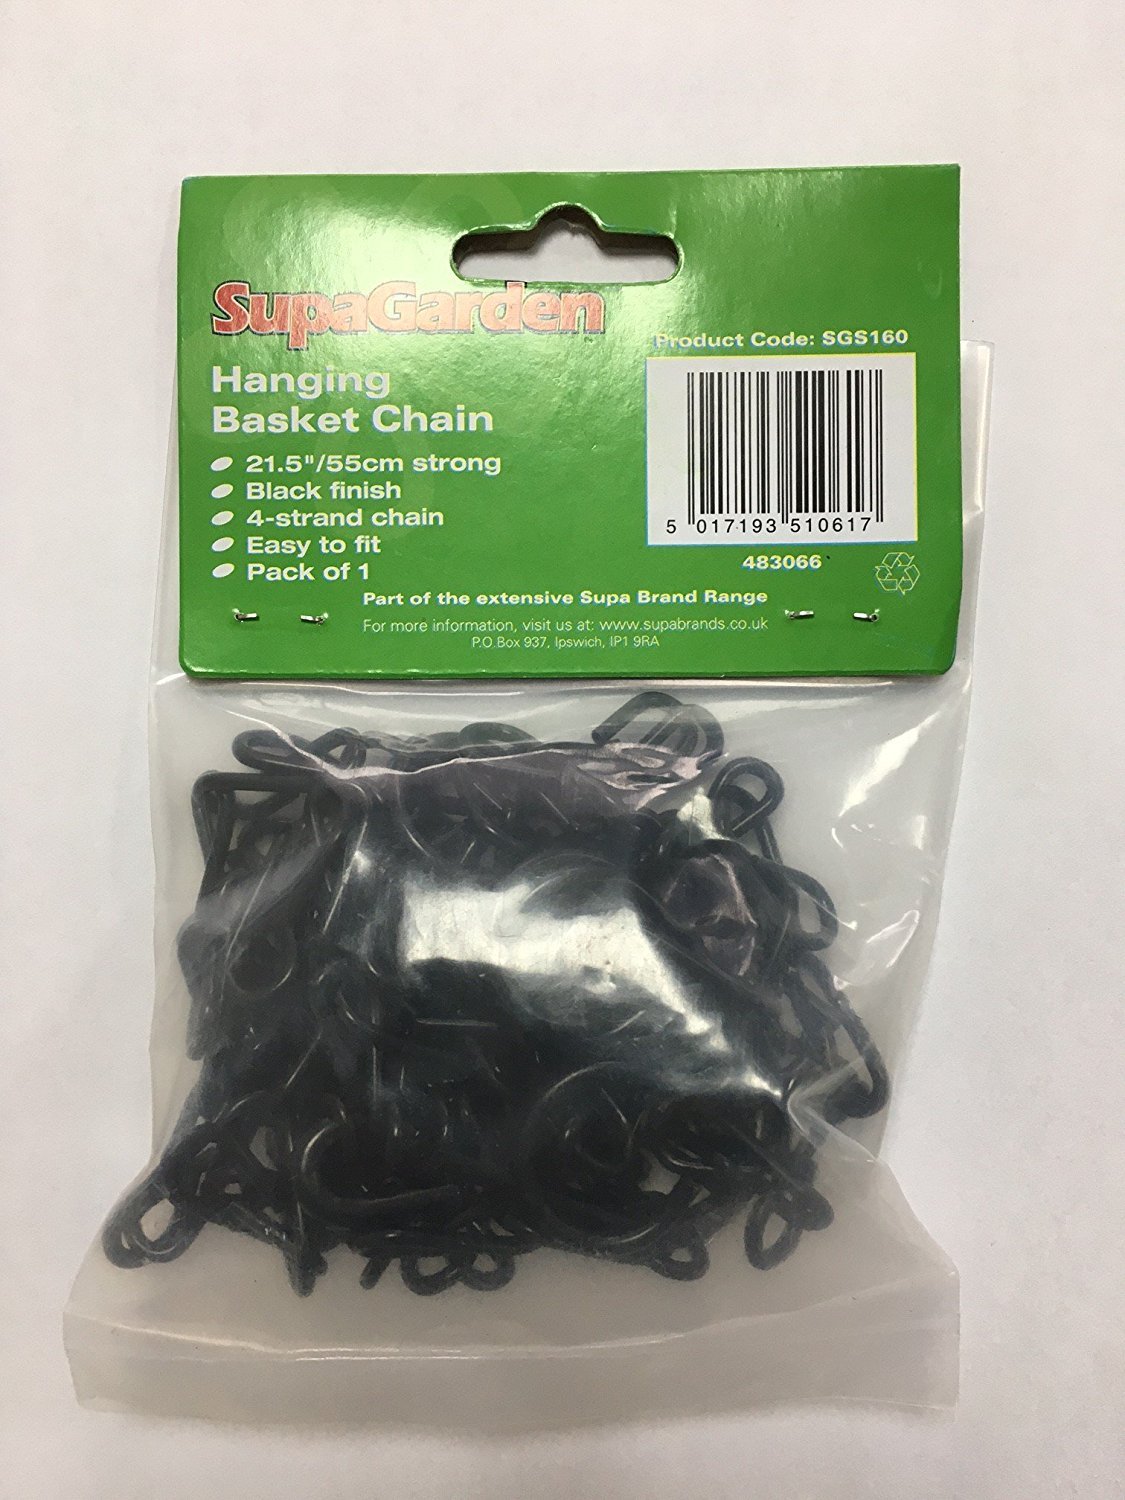 SupaGarden
Hanging
Basket Chain
21.5"/55cm strong
Black finish
4-strand chain
Easy to fit
Pack of 1
Product Code: SGS160
5 017193 510617
483066
Part of the extensive Supa Brand Range
For more information, visit us at: www.supabrands.co.uk
P.O.Box 937, Ipswich, IP1 9RA